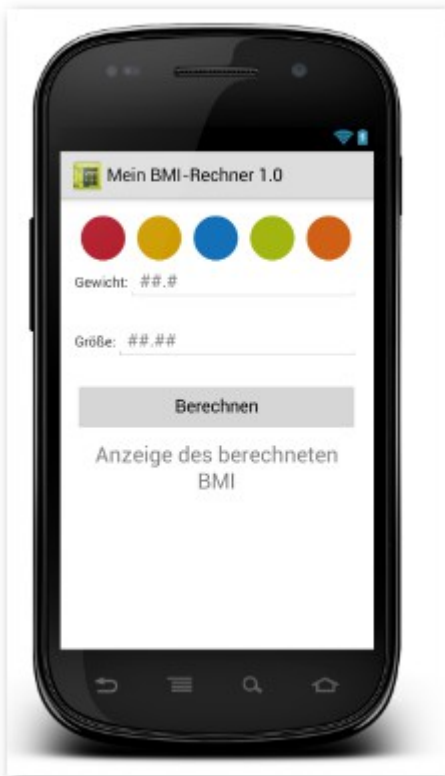 Mein BMI-Rechner 1.0
Gewicht: ##.#
Größe: ##.##
Berechnen
Anzeige des berechneten
BMI